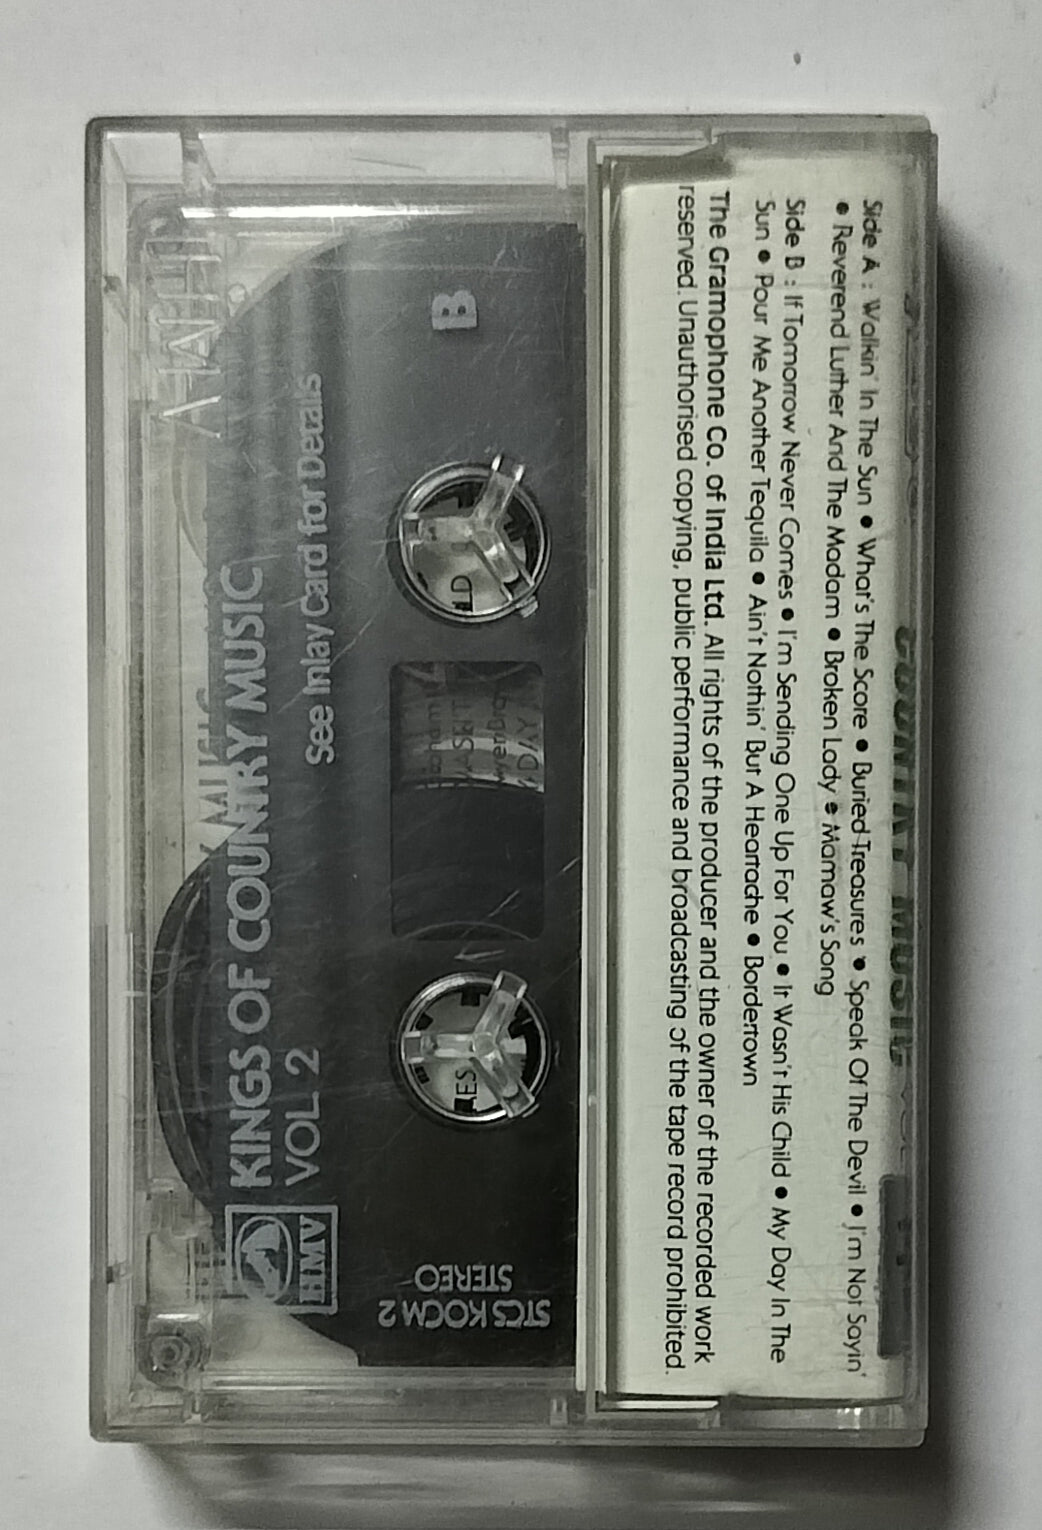 Side A : Walkin' In The Sun • What's The Score • Buried Treasures • Speak Of The Devil • I'm Not Sayin'
• Reverend Luther And The Madam • Broken Lady • Mamaw's Song
Side B : If Tomorrow Never Comes • I'm Sending One Up For You • It Wasn't His Child • My Day In The
Sun • Pour Me Another Tequila • Ain't Nothin' But A Heartache • Bordertown
The Gramophone Co. of India Ltd. All rights of the producer and the owner of the recorded work
reserved. Unauthorised copying, public performance and broadcasting of the tape record prohibited.
B
STCS KOCM 2
STEREO
HMV
KINGS OF COUNTRY MUSIC
VOL 2
See Inlay Card for Details
COUNTRY MUSIC